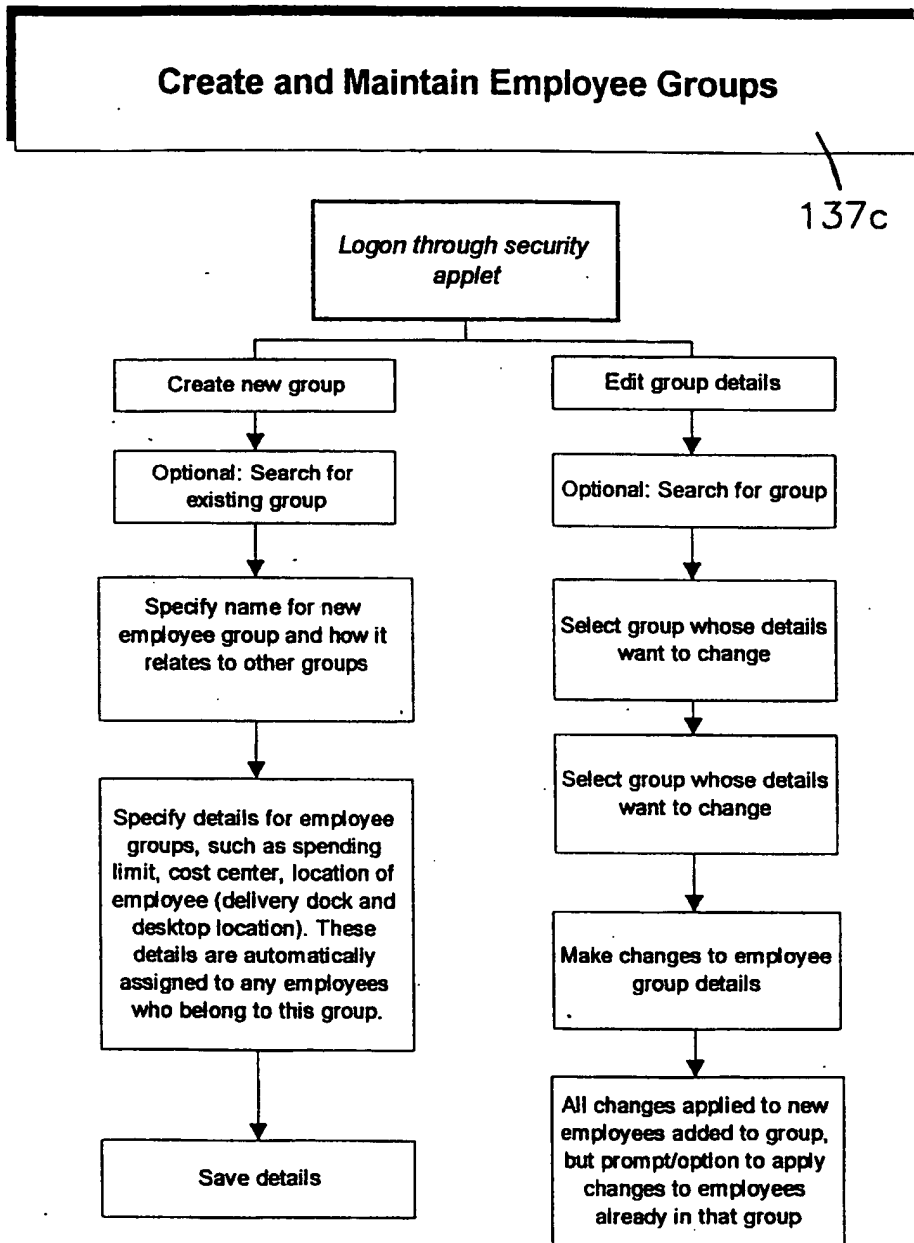 Create and Maintain Employee Groups
137c
Logon through security
applet
Create new group
Optional: Search for
existing group
Specify name for new
employee group and how it
relates to other groups
Specify details for employee
groups, such as spending
limit, cost center, location of
employee (delivery dock and
desktop location). These
details are automatically
assigned to any employees
who belong to this group.
Save details
Edit group details
Optional: Search for group
Select group whose details
want to change
Select group whose details
want to change
Make changes to employee
group details
All changes applied to new
employees added to group,
but prompt/option to apply
changes to employees
already in that group